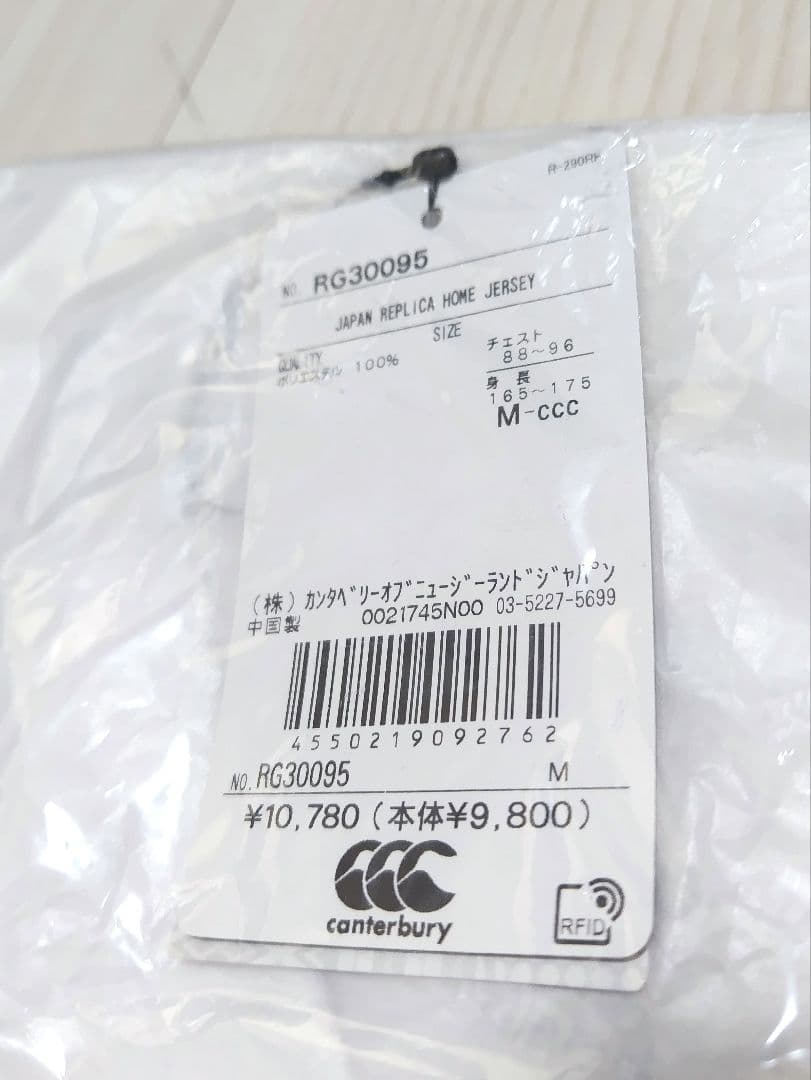 R-290RF
NO. RG30095
JAPAN REPLICA HOME JERSEY
QUALITY
SIZE
ポリエステル 100%
チェスト
88~96
身長
165~175
M-CCC
(株)カンタベリーオブニュージーランドジャパン
中国製 0021745N00 03-5227-5699
4550219092762
NO. RG30095 M
¥10,780(本体¥9,800)
canterbury
RFID